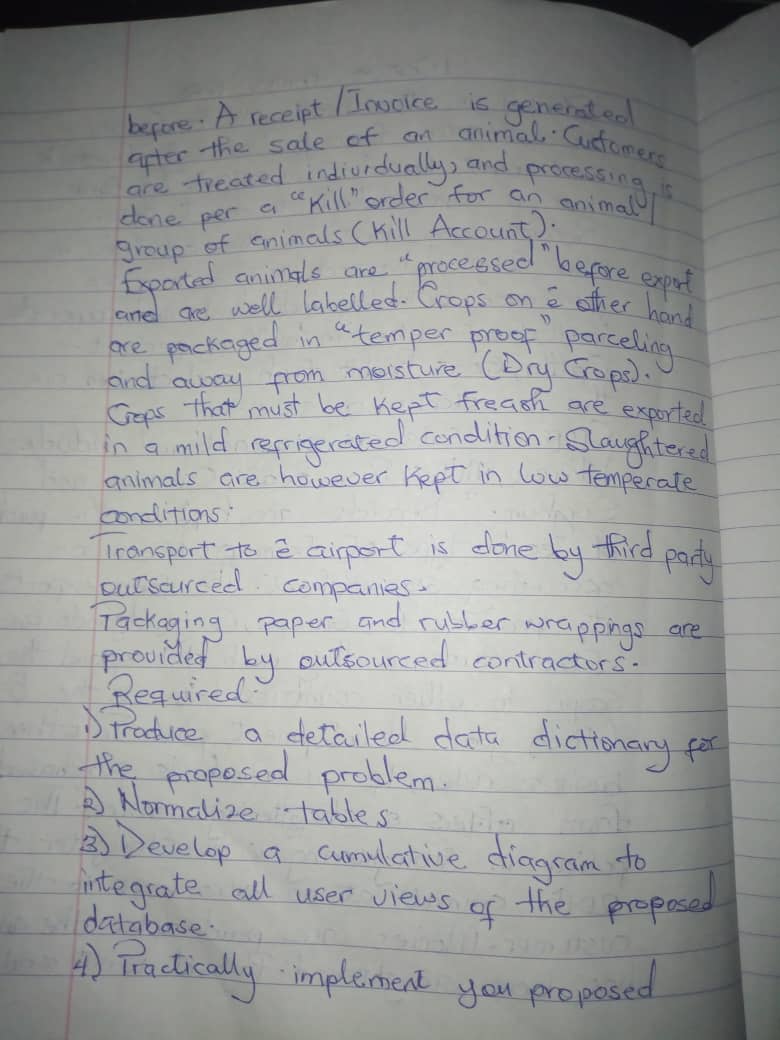 before. A receipt / Invoice is generated
after the sale of an animal. Customers
are treated individually, and processing is
done per a "Kill" order for an animal /
group of animals (Kill Account).
Exported animals are "processed" before export
and are well labelled. Crops on ē other hand
are packaged in "temper proof" parceling
and away from moisture (Dry Crops).
Crops that must be kept freash are exported
in a mild refrigerated condition. Slaughtered
animals are however kept in low temperate
conditions.
Transport to ē airport is done by third party
outsourced companies.
Packaging paper and rubber wrappings are
provided by outsourced contractors.
Required.
1) Produce a detailed data dictionary for
the proposed problem.
2) Normalize tables
3) Develop a cumulative diagram to
integrate all user views of the proposed
database.
4) Practically implement you proposed